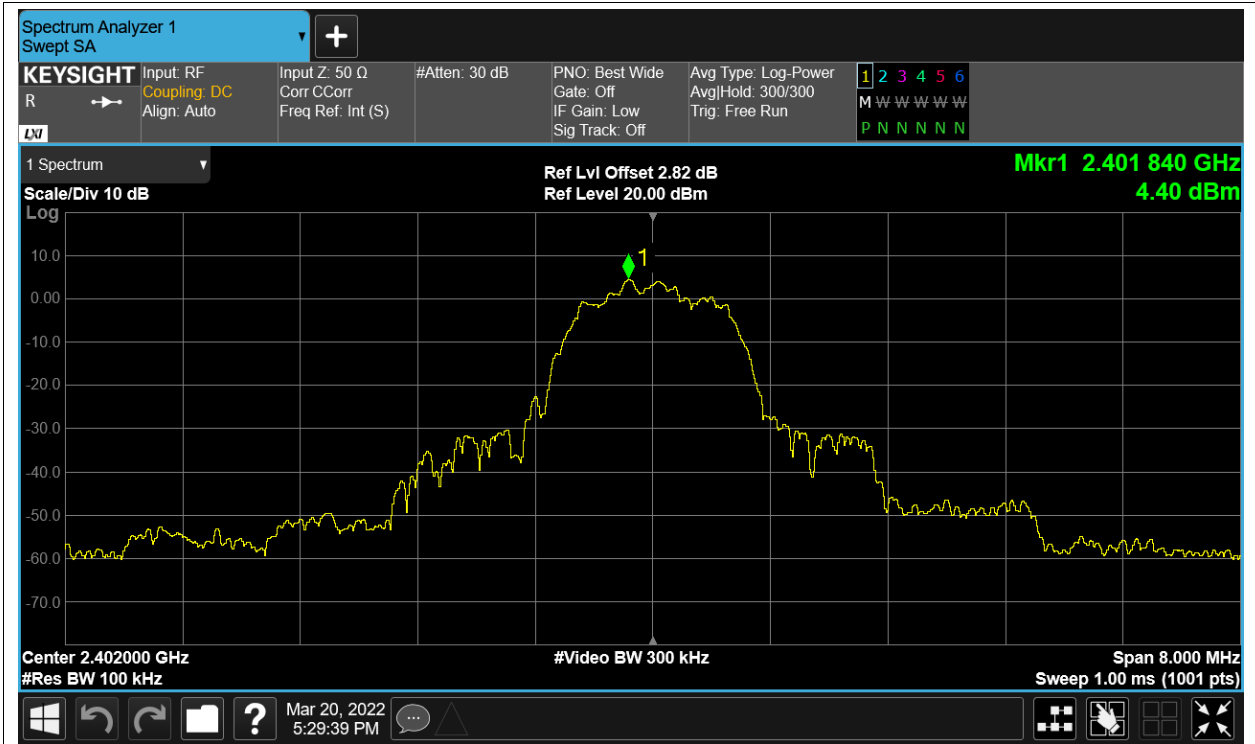 Spectrum Analyzer 1
Swept SA
+
KEYSIGHT
R
LXI
Input: RF
Coupling: DC
Align: Auto
Input Z: 50 Ω
Corr CCorr
Freq Ref: Int (S)
#Atten: 30 dB
PNO: Best Wide
Gate: Off
IF Gain: Low
Sig Track: Off
Avg Type: Log-Power
Avg|Hold: 300/300
Trig: Free Run
1 2 3 4 5 6
M W W W W W
P N N N N N
1 Spectrum
Scale/Div 10 dB
Log
Ref Lvl Offset 2.82 dB
Ref Level 20.00 dBm
Mkr1 2.401 840 GHz
4.40 dBm
1
10.0
0.00
-10.0
-20.0
-30.0
-40.0
-50.0
-60.0
-70.0
Center 2.402000 GHz
#Video BW 300 kHz
Span 8.000 MHz
#Res BW 100 kHz
Sweep 1.00 ms (1001 pts)
?
Mar 20, 2022
5:29:39 PM